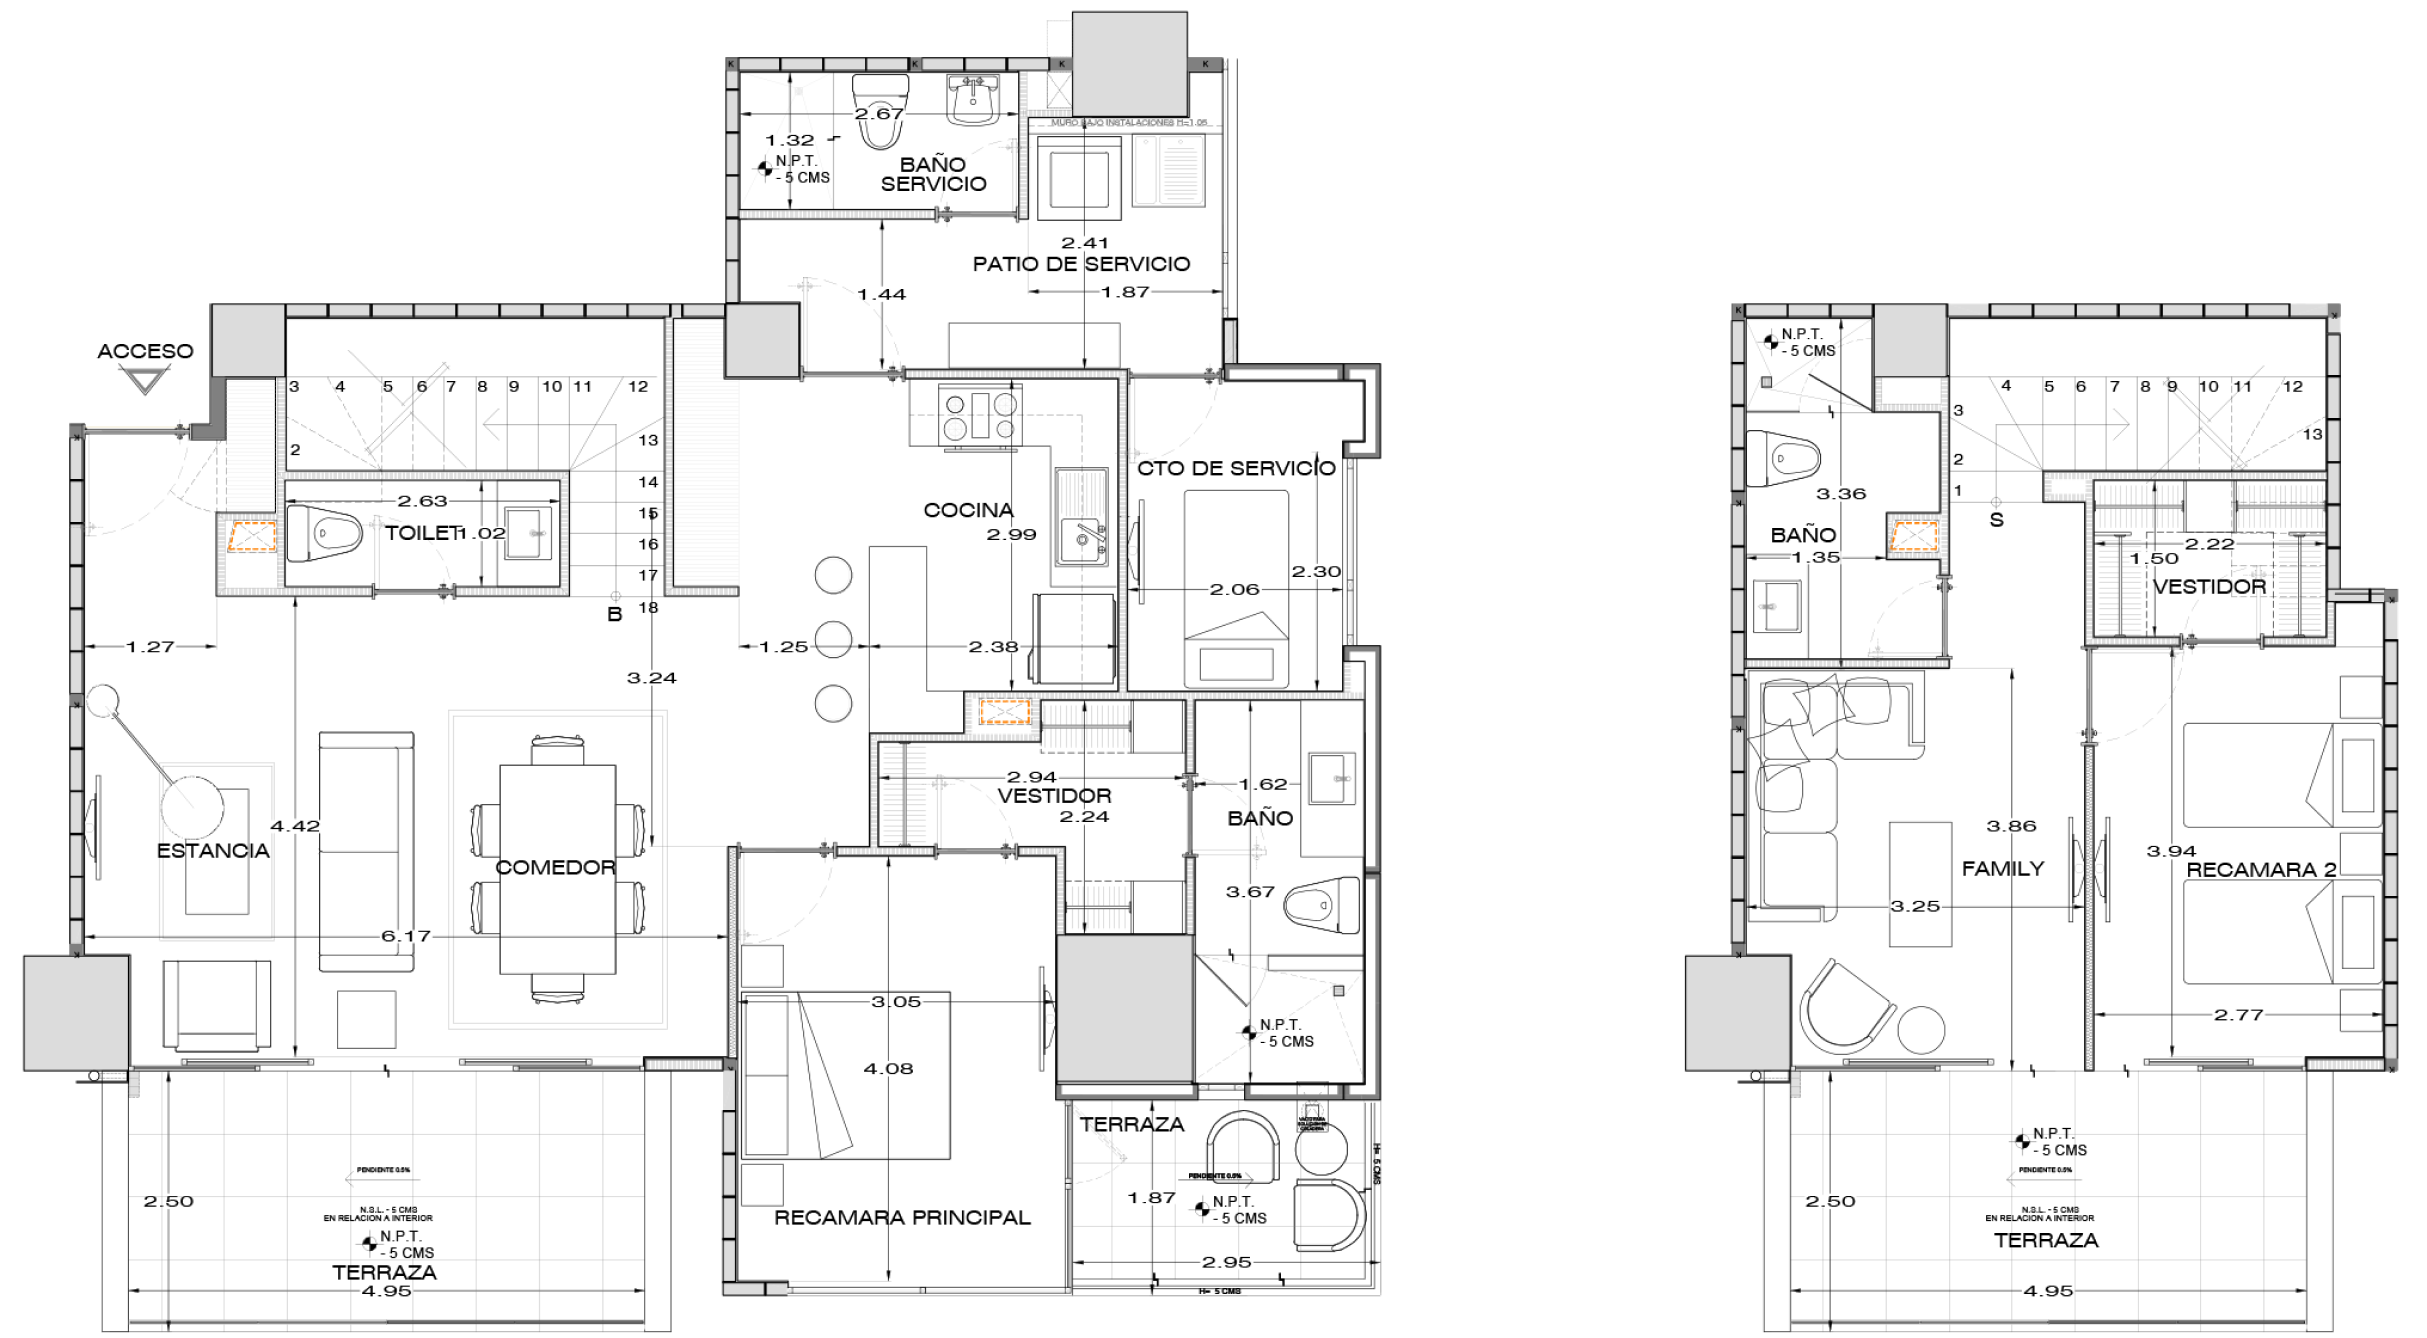 K
K
K
K
MURO BAJO INSTALACIONES H=1.05
2.67
1.32
N.P.T.
- 5 CMS
BAÑO
SERVICIO
2.41
PATIO DE SERVICIO
1.44
1.87
ACCESO
3
4
5
6
7
8
9
10
11
12
2
13
14
15
16
17
18
B
2.63
TOILET
1.02
COCINA
2.99
CTO DE SERVICIO
2.30
2.06
1.27
1.25
2.38
3.24
2.94
VESTIDOR
2.24
1.62
BAÑO
4.42
ESTANCIA
COMEDOR
3.67
6.17
3.05
N.P.T.
- 5 CMS
4.08
TERRAZA
H= 5 CMS
PENDIENTE 0.5%
1.87
N.P.T.
- 5 CMS
RECAMARA PRINCIPAL
2.95
H= 5 CMS
PENDIENTE 0.5%
2.50
N.S.L. - 5 CMS
EN RELACION A INTERIOR
N.P.T.
- 5 CMS
TERRAZA
4.95
K
N.P.T.
- 5 CMS
4
5
6
7
8
9
10
11
12
3
13
2
1
S
3.36
BAÑO
1.35
2.22
1.50
VESTIDOR
3.86
3.94
FAMILY
RECAMARA 2
3.25
2.77
N.P.T.
- 5 CMS
PENDIENTE 0.5%
2.50
N.S.L. - 5 CMS
EN RELACION A INTERIOR
TERRAZA
4.95